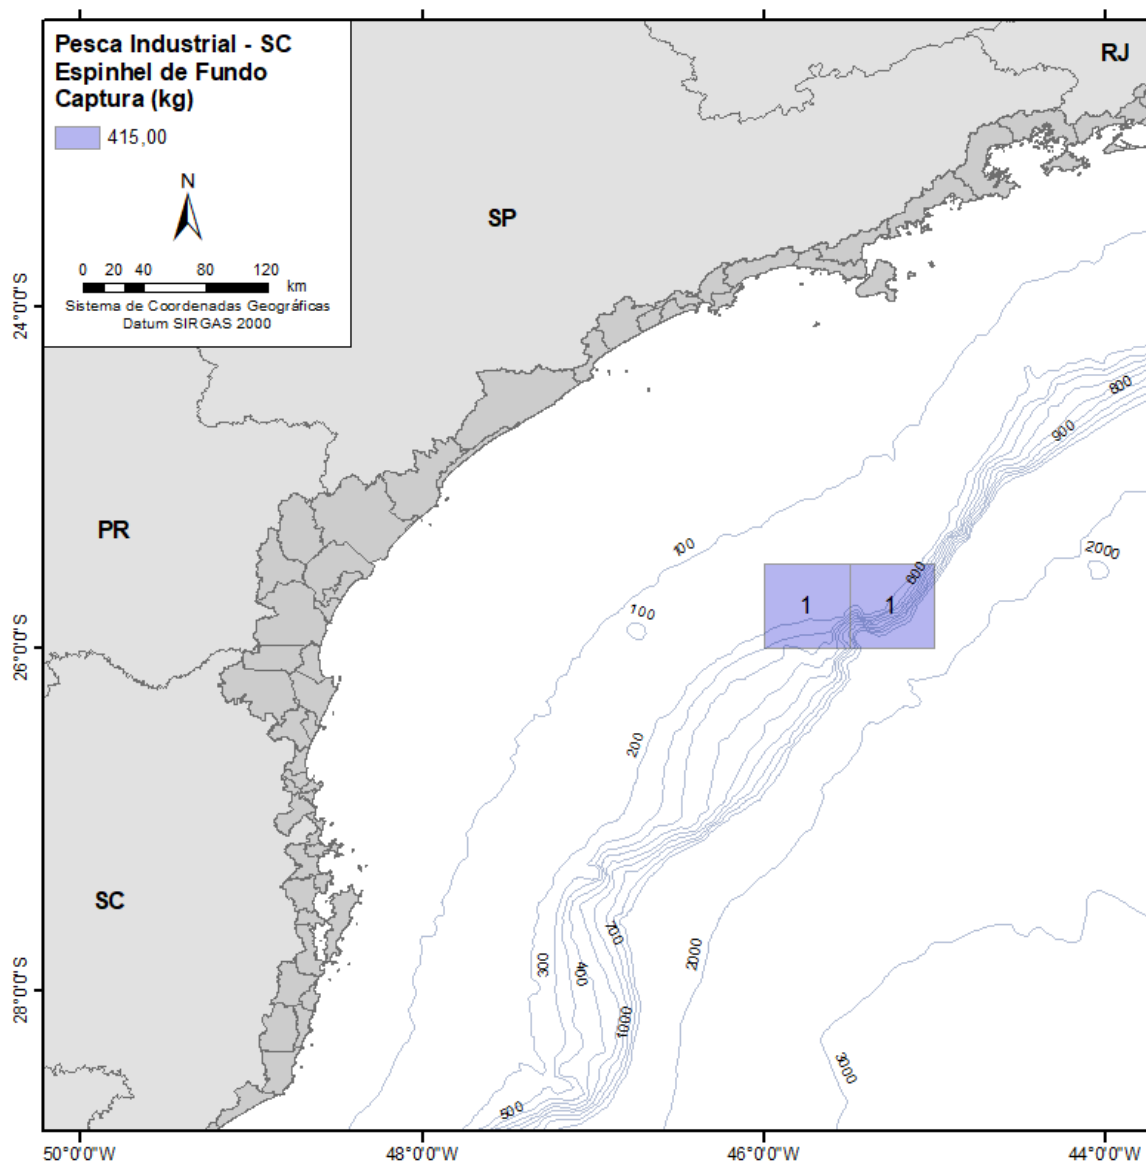 Pesca Industrial - SC
Espinhel de Fundo
Captura (kg)
415,00
N
0 20 40 80 120
km
Sistema de Coordenadas Geográficas
Datum SIRGAS 2000
RJ
SP
PR
SC
24°0'0"S
26°0'0"S
28°0'0"S
800
900
2000
100
600
100
1 1
200
700
300
400
2000
1000
3000
500
50°0'0"W 48°0'0"W 46°0'0"W 44°0'0"W